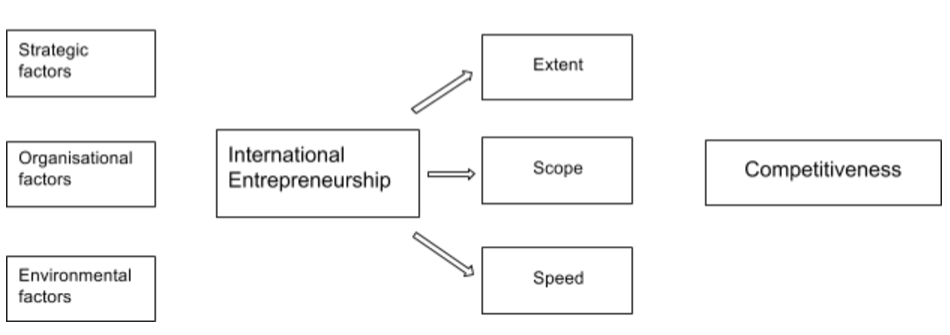 Strategic
factors
Organisational
factors
Environmental
factors
International
Entrepreneurship
Extent
Scope
Speed
Competitiveness